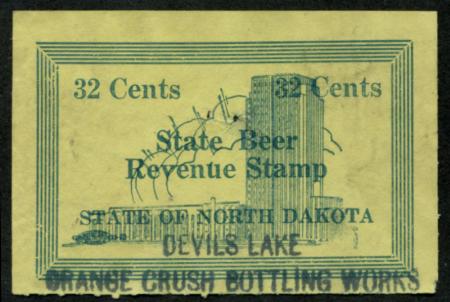 32 Cents 32 Cents
State Beer
Revenue Stamp
STATE OF NORTH DAKOTA
DEVILS LAKE
ORANGE CRUSH BOTTLING WORKS